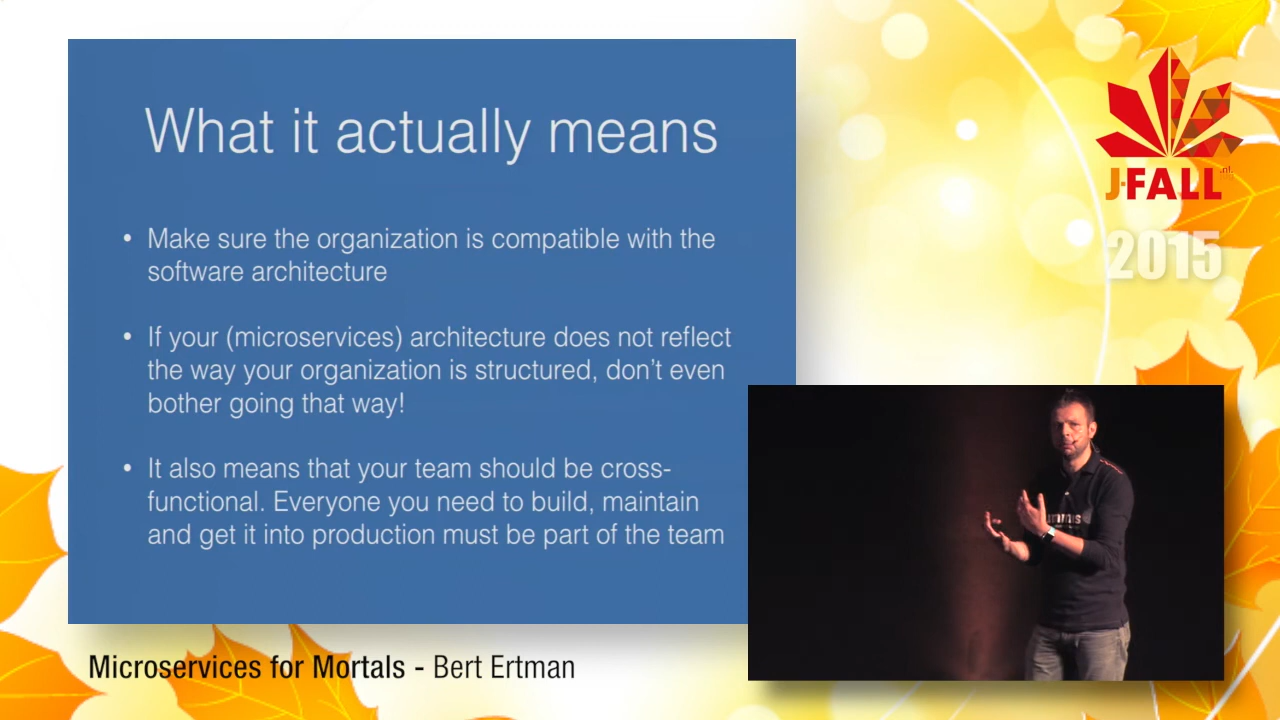 What it actually means
• Make sure the organization is compatible with the
software architecture
• If your (microservices) architecture does not reflect
the way your organization is structured, don't even
bother going that way!
• It also means that your team should be cross-
functional. Everyone you need to build, maintain
and get it into production must be part of the team
J-FALL.nl
2015
Microservices for Mortals - Bert Ertman